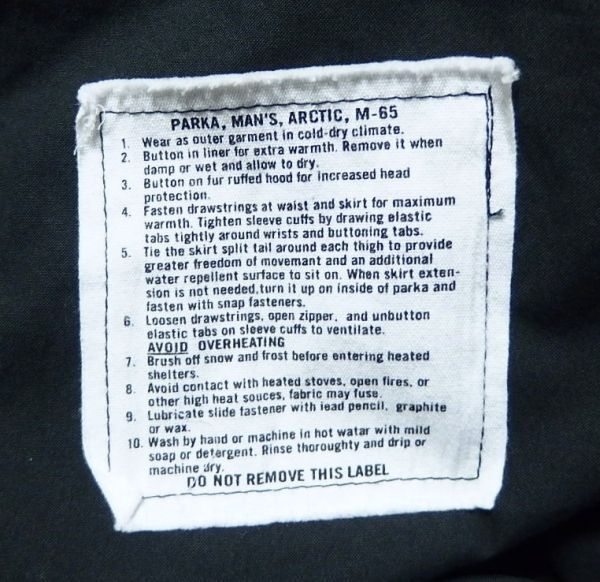 PARKA, MAN'S, ARCTIC, M-65
1. Wear as outer garment in cold-dry climate.
2. Button in liner for extra warmth. Remove it when
damp or wet and allow to dry.
3. Button on fur ruffed hood for increased head
protection.
4. Fasten drawstrings at waist and skirt for maximum
warmth. Tighten sleeve cuffs by drawing elastic
tabs tightly around wrists and buttoning tabs.
5. Tie the skirt split tail around each thigh to provide
greater freedom of movemant and an additional
water repellent surface to sit on. When skirt exten-
sion is not needed,turn it up on inside of parka and
fasten with snap fasteners.
6. Loosen drawstrings, open zipper, and unbutton
elastic tabs on sleeve cuffs to ventilate.
AVOID OVERHEATING
7. Brush off snow and frost before entering heated
shelters.
8. Avoid contact with heated stoves, open fires, or
other high heat souces, fabric may fuse.
9. Lubricate slide fastener with lead pencil, graphite
or wax.
10. Wash by hand or machine in hot watar with mild
soap or detergent. Rinse thoroughty and drip or
machine dry.
DO NOT REMOVE THIS LABEL